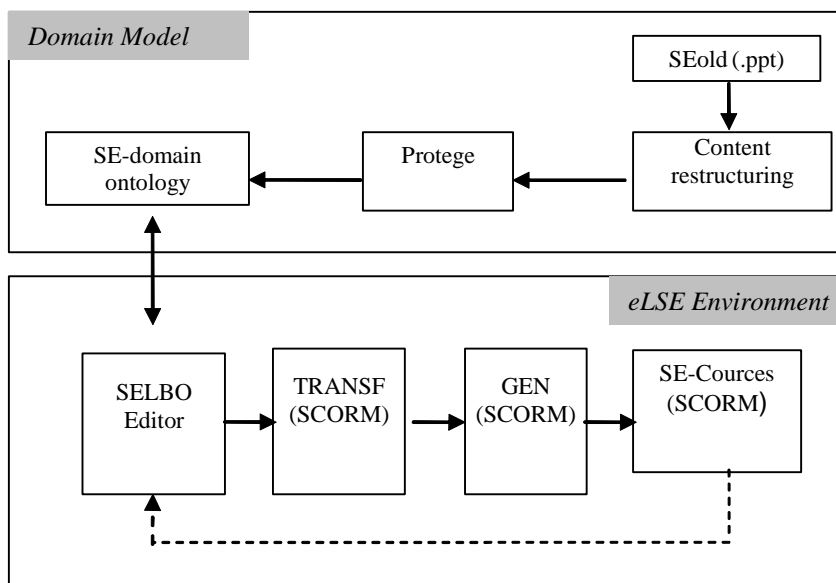 Domain Model
SEold (.ppt)
SE-domain
ontology
Protege
Content
restructuring
eLSE Environment
SELBO
Editor
TRANSF
(SCORM)
GEN
(SCORM)
SE-Cources
(SCORM)